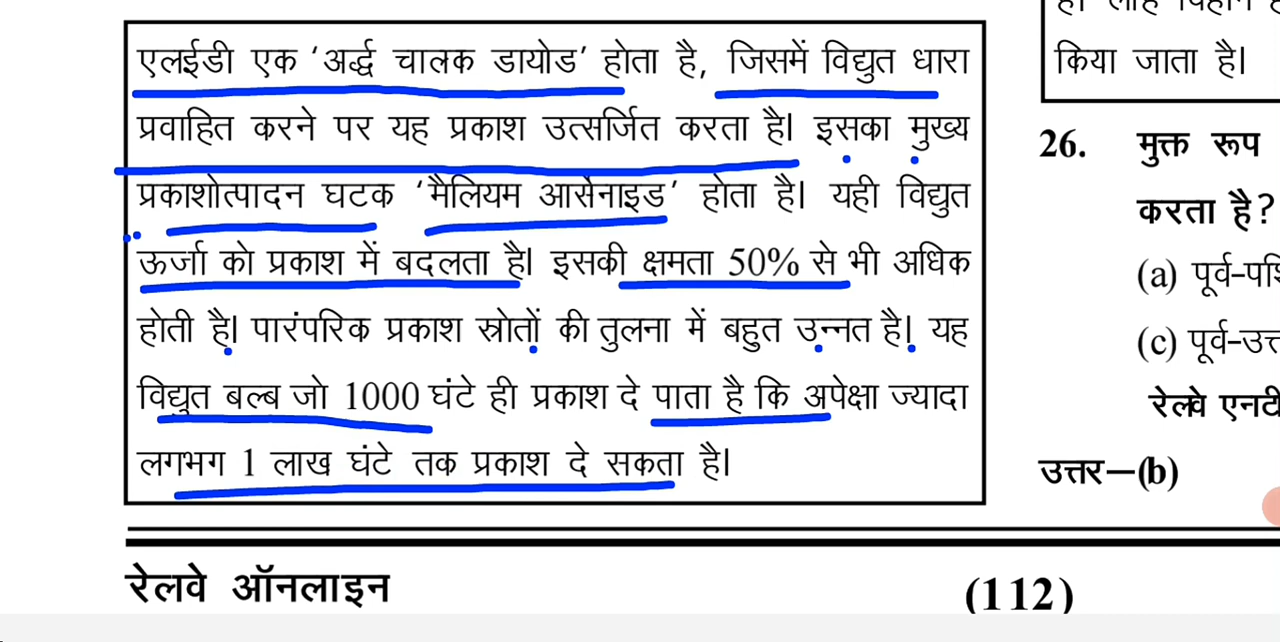 एलईडी एक ‘अर्द्ध चालक डायोड’ होता है, जिसमें विद्युत धारा
प्रवाहित करने पर यह प्रकाश उत्सर्जित करता है। इसका मुख्य
प्रकाशोत्पादन घटक ‘मैलियम आर्सेनाइड’ होता है। यही विद्युत
ऊर्जा को प्रकाश में बदलता है। इसकी क्षमता 50% से भी अधिक
होती है। पारंपरिक प्रकाश स्रोतों की तुलना में बहुत उन्नत है। यह
विद्युत बल्ब जो 1000 घंटे ही प्रकाश दे पाता है कि अपेक्षा ज्यादा
लगभग 1 लाख घंटे तक प्रकाश दे सकता है।
रेलवे ऑनलाइन
(112)
किया जाता है।
26. मुक्त रूप
करता है?
(a) पूर्व-पश्
(c) पूर्व-उत्त
रेलवे एनटी
उत्तर—(b)